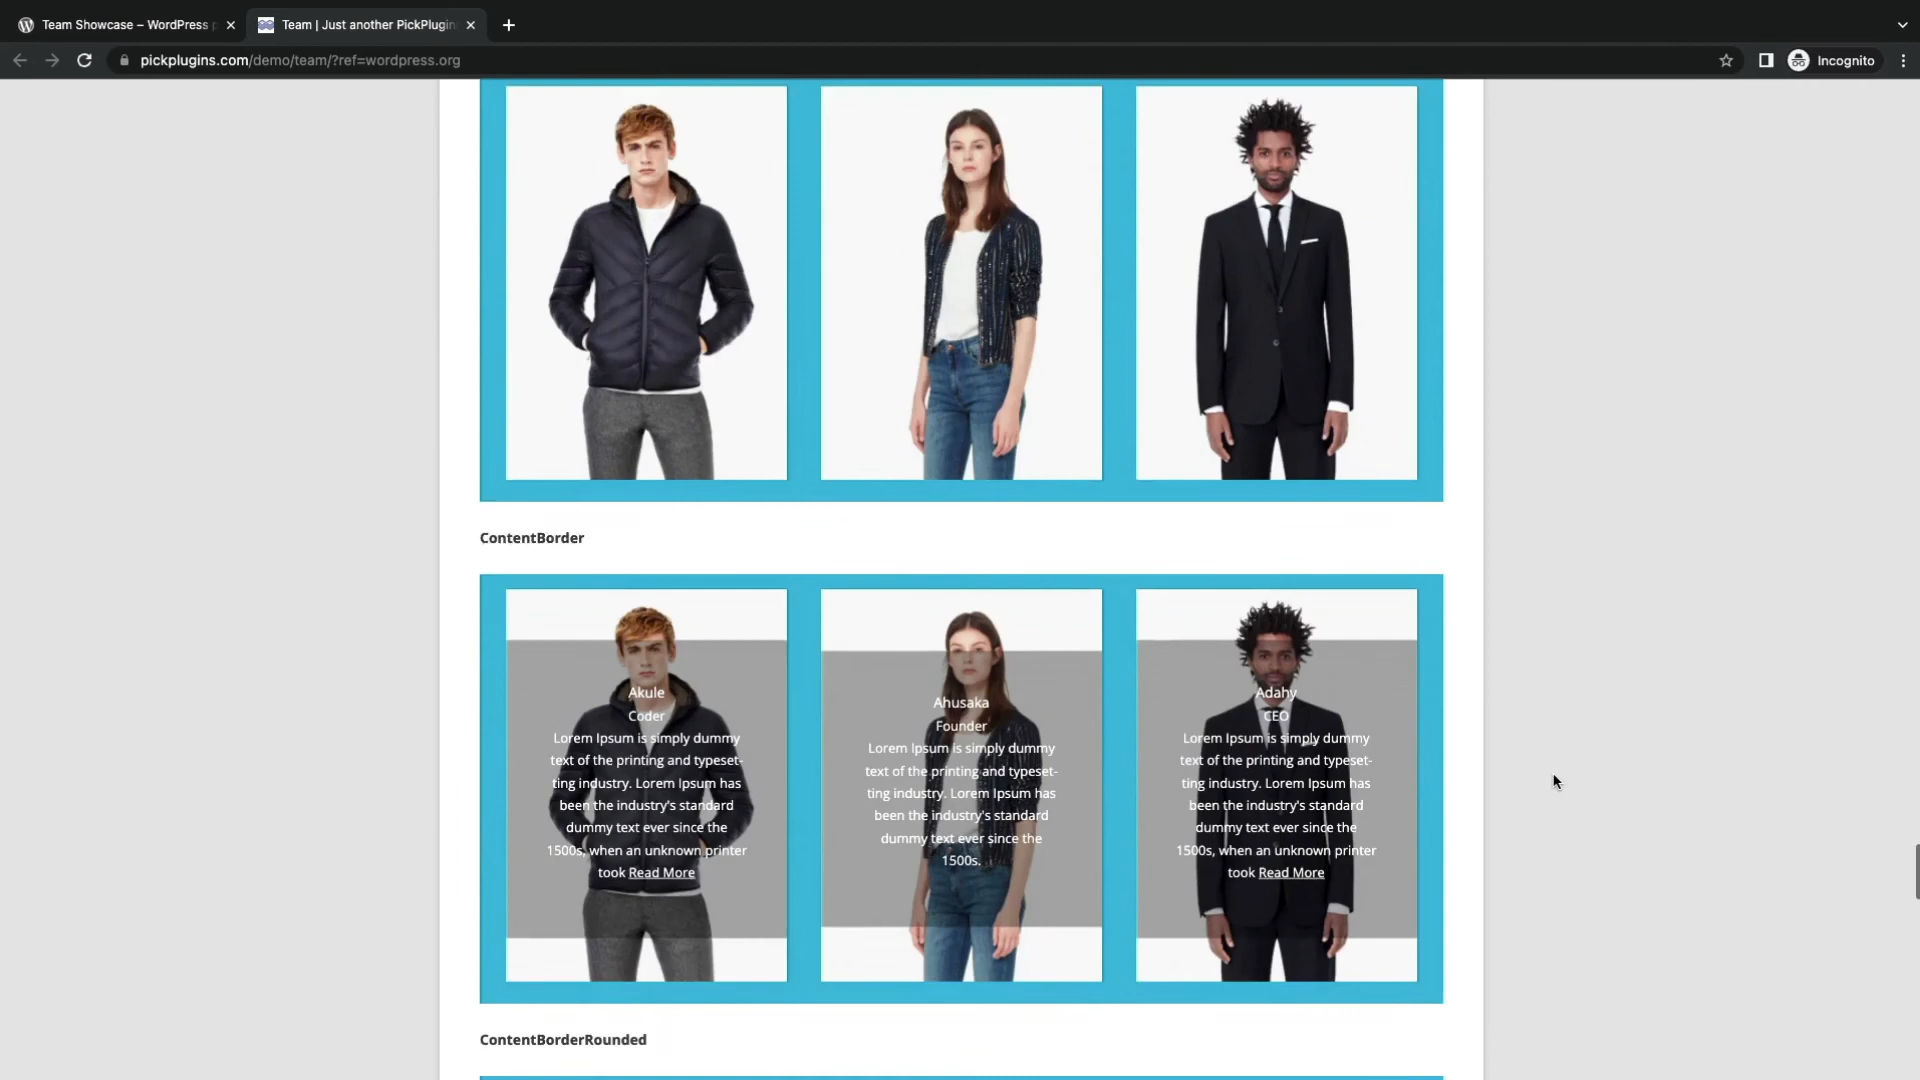 Team Showcase – WordPress p
Team | Just another PickPlugin
pickplugins.com/demo/team/?ref=wordpress.org
Incognito
ContentBorder
Akule
Coder
Lorem Ipsum is simply dummy
text of the printing and typeset-
ting industry. Lorem Ipsum has
been the industry's standard
dummy text ever since the
1500s, when an unknown printer
took Read More
Ahusaka
Founder
Lorem Ipsum is simply dummy
text of the printing and typeset-
ting industry. Lorem Ipsum has
been the industry's standard
dummy text ever since the
1500s.
Adahy
CEO
Lorem Ipsum is simply dummy
text of the printing and typeset-
ting industry. Lorem Ipsum has
been the industry's standard
dummy text ever since the
1500s, when an unknown printer
took Read More
ContentBorderRounded